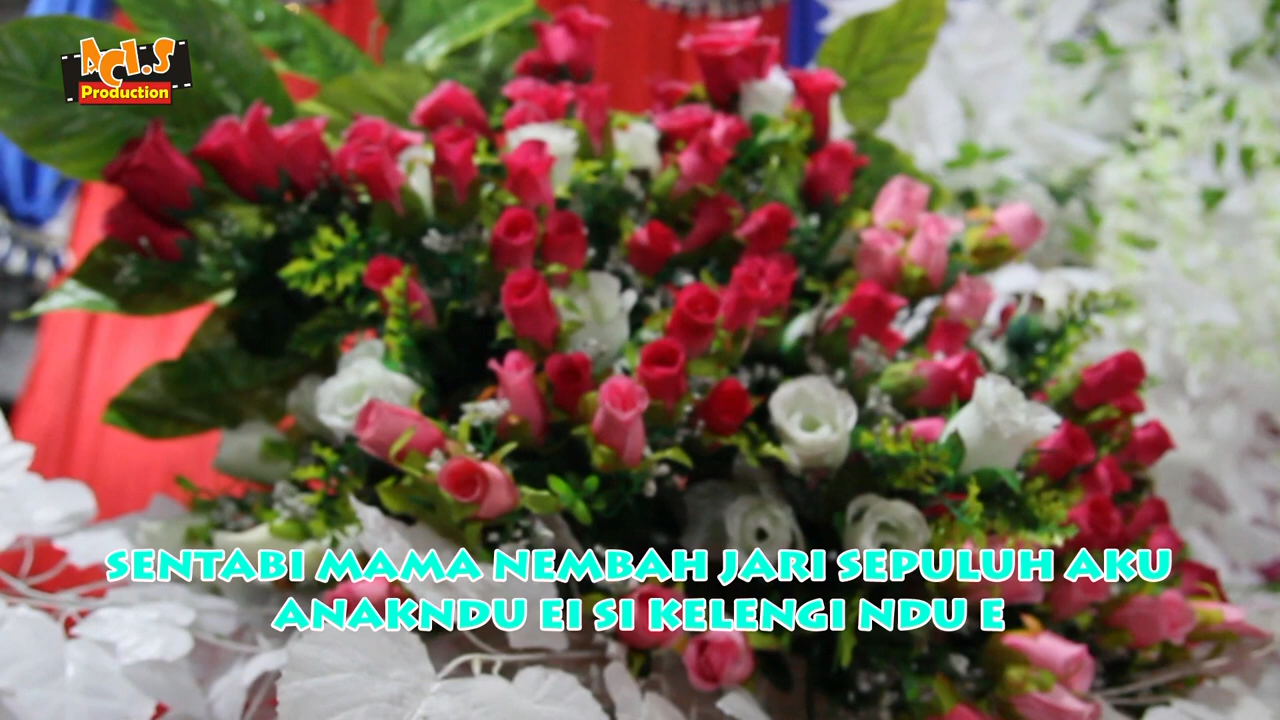 ACI.S
Production
SENTABI MAMA NEMBAH JARI SEPULUH AKU
ANAKNDU EI SI KELENGI NDU E